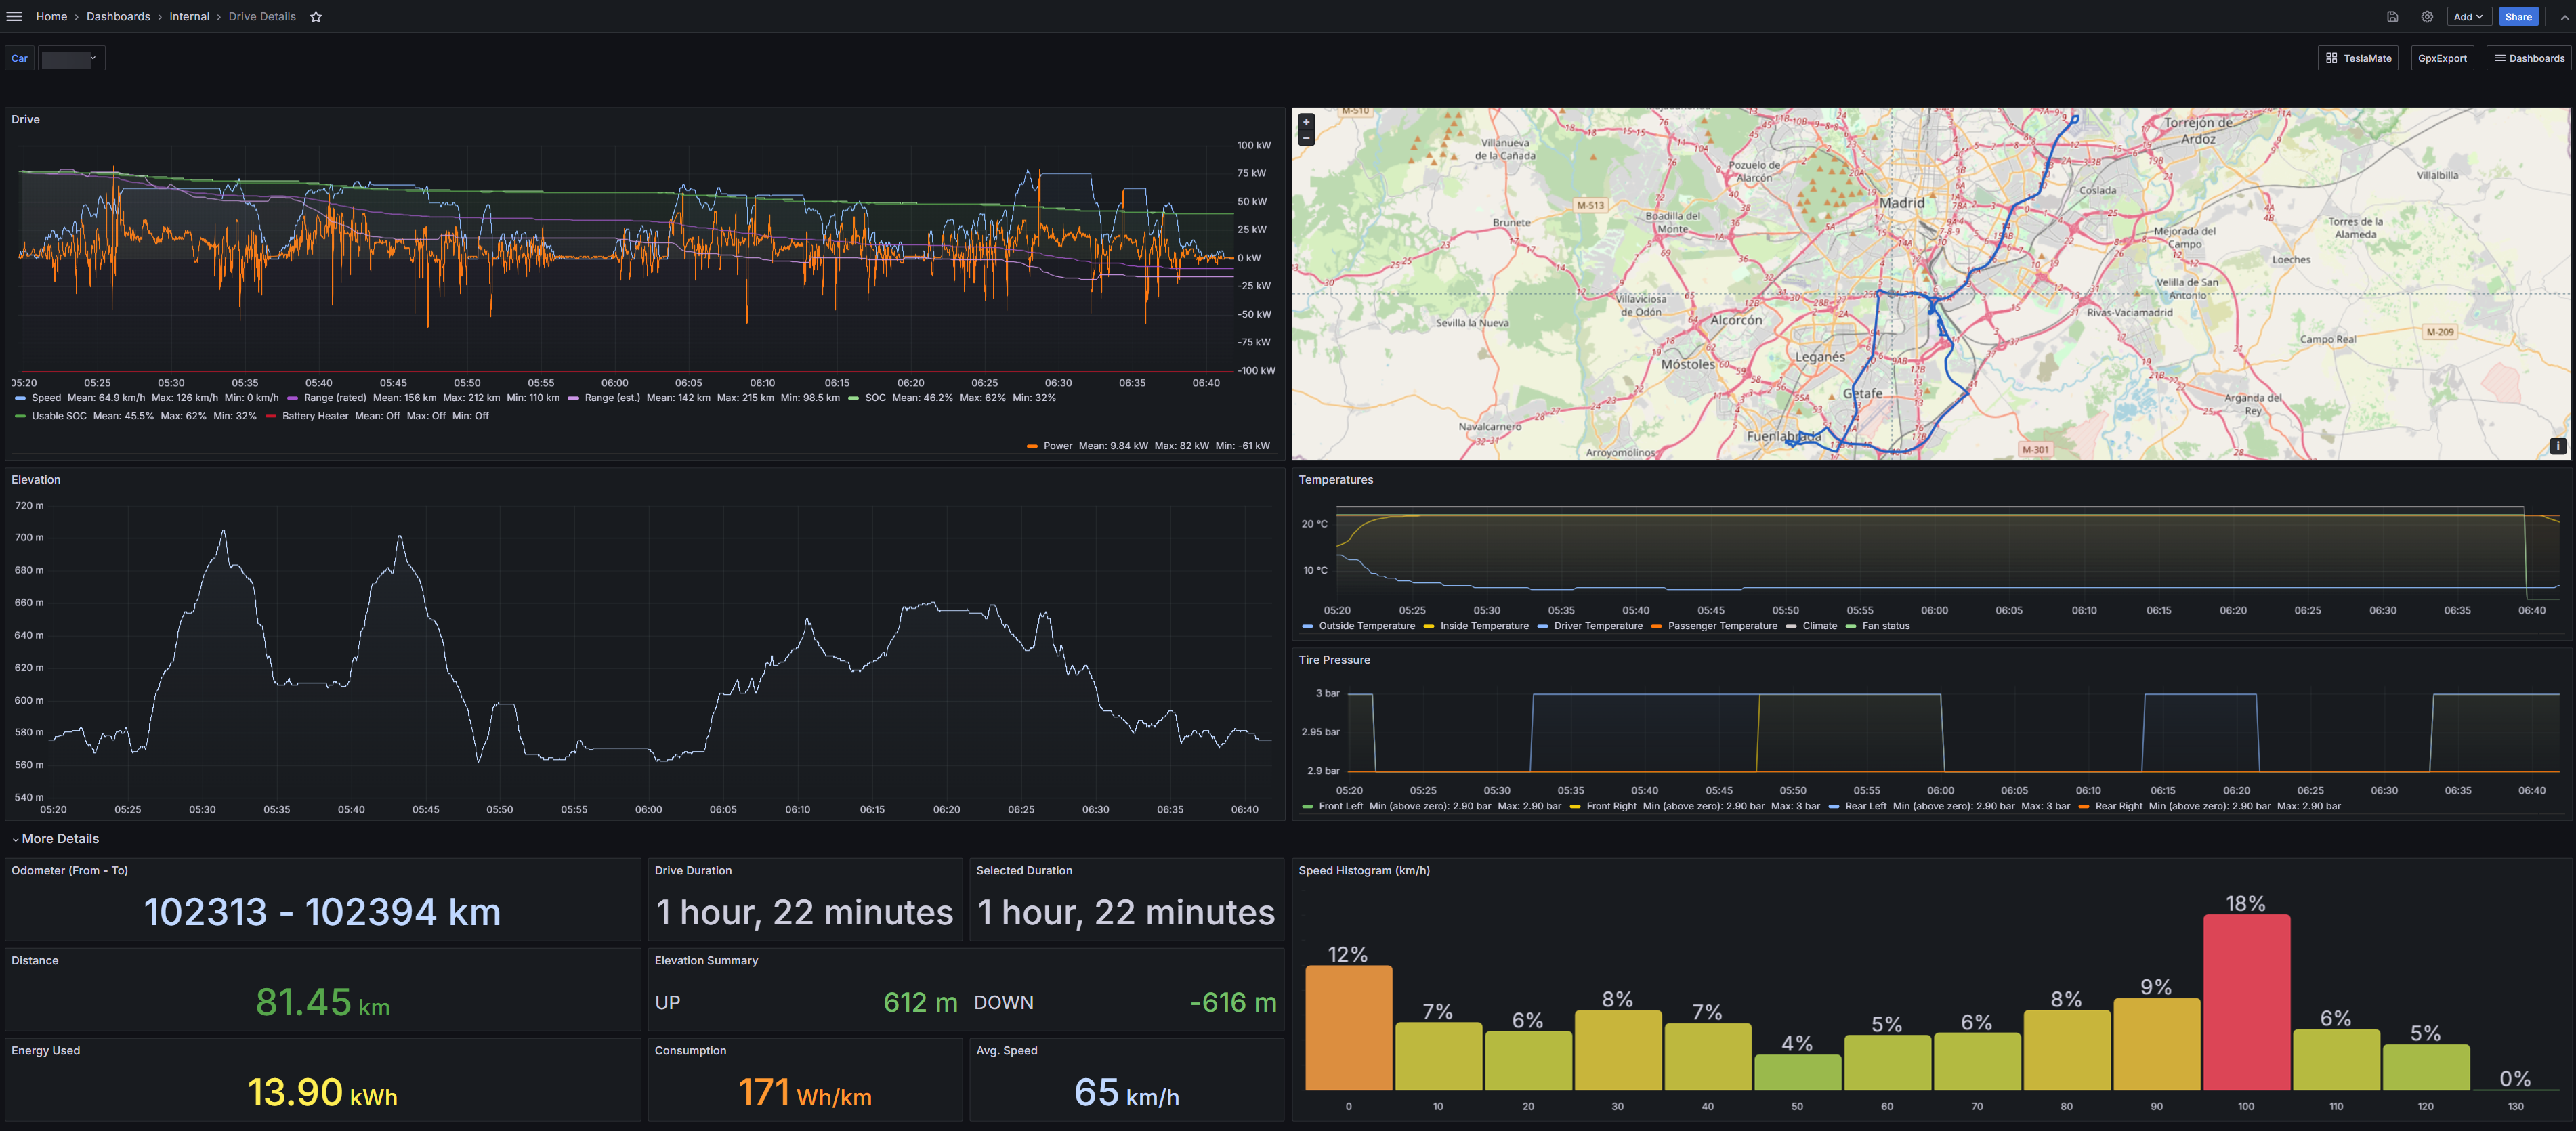 Home › Dashboards › Internal › Drive Details
Add
Share
Car
TeslaMate
GpxExport
Dashboards
Drive
100 kW
75 kW
50 kW
25 kW
0 kW
-25 kW
-50 kW
-75 kW
-100 kW
05:20 05:25 05:30 05:35 05:40 05:45 05:50 05:55 06:00 06:05 06:10 06:15 06:20 06:25 06:30 06:35 06:40
Speed Mean: 64.9 km/h Max: 126 km/h Min: 0 km/h Range (rated) Mean: 156 km Max: 212 km Min: 110 km Range (est.) Mean: 142 km Max: 215 km Min: 98.5 km SOC Mean: 46.2% Max: 62% Min: 32%
Usable SOC Mean: 45.5% Max: 62% Min: 32% Battery Heater Mean: Off Max: Off Min: Off
Power Mean: 9.84 kW Max: 82 kW Min: -61 kW
+
−
M-510
Villanueva
de la Cañada
Pozuelo de
Alarcón
Torrejón de
Ardoz
Coslada
Villalbilla
M-513
Madrid
Brunete
Boadilla del
Monte
Mejorada del
Campo
Torres de la
Alameda
Loeches
Velilla de San
Antonio
Villaviciosa
de Odón
Sevilla la Nueva
Alcorcón
Rivas-Vaciamadrid
M-209
Campo Real
Leganés
Móstoles
Getafe
Arganda del
Rey
Navalcarnero
Fuenlabrada
Arroyomolinos
M-301
i
Elevation
720 m
700 m
680 m
660 m
640 m
620 m
600 m
580 m
560 m
540 m
05:20 05:25 05:30 05:35 05:40 05:45 05:50 05:55 06:00 06:05 06:10 06:15 06:20 06:25 06:30 06:35 06:40
Temperatures
20 °C
10 °C
05:20 05:25 05:30 05:35 05:40 05:45 05:50 05:55 06:00 06:05 06:10 06:15 06:20 06:25 06:30 06:35 06:40
Outside Temperature Inside Temperature Driver Temperature Passenger Temperature Climate Fan status
Tire Pressure
3 bar
2.95 bar
2.9 bar
05:20 05:25 05:30 05:35 05:40 05:45 05:50 05:55 06:00 06:05 06:10 06:15 06:20 06:25 06:30 06:35 06:40
Front Left Min (above zero): 2.90 bar Max: 2.90 bar Front Right Min (above zero): 2.90 bar Max: 3 bar Rear Left Min (above zero): 2.90 bar Max: 3 bar Rear Right Min (above zero): 2.90 bar Max: 2.90 bar
More Details
Odometer (From - To)
102313 - 102394 km
Drive Duration
1 hour, 22 minutes
Selected Duration
1 hour, 22 minutes
Distance
81.45 km
Elevation Summary
UP 612 m DOWN -616 m
Energy Used
13.90 kWh
Consumption
171 Wh/km
Avg. Speed
65 km/h
Speed Histogram (km/h)
12% 7% 6% 8% 7% 4% 5% 6% 8% 9% 18% 6% 5% 0%
0 10 20 30 40 50 60 70 80 90 100 110 120 130